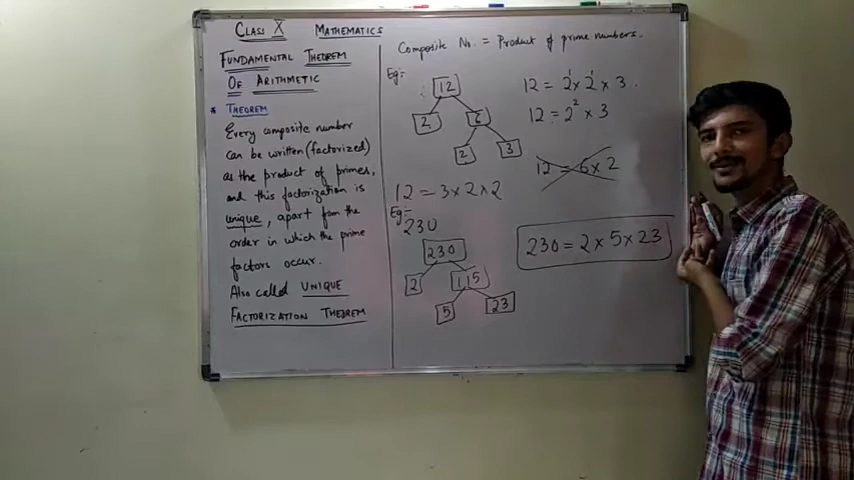 CLASS X MATHEMATICS
FUNDAMENTAL THEOREM
OF ARITHMETIC
* THEOREM
Every composite number
can be written (factorized)
as the product of primes,
and this factorization is
unique, apart from the
order in which the prime
factors occur.
Also called UNIQUE
FACTORIZATION THEOREM
Composite No. = Product of prime numbers.
Eg:-
12
2 6
2 3
12 = 2¹ × 2¹ × 3
12 = 2² × 3
12 = 6 × 2
12 = 3 × 2 × 2
Eg:-
230
230
2 115
5 23
230 = 2 × 5 × 23